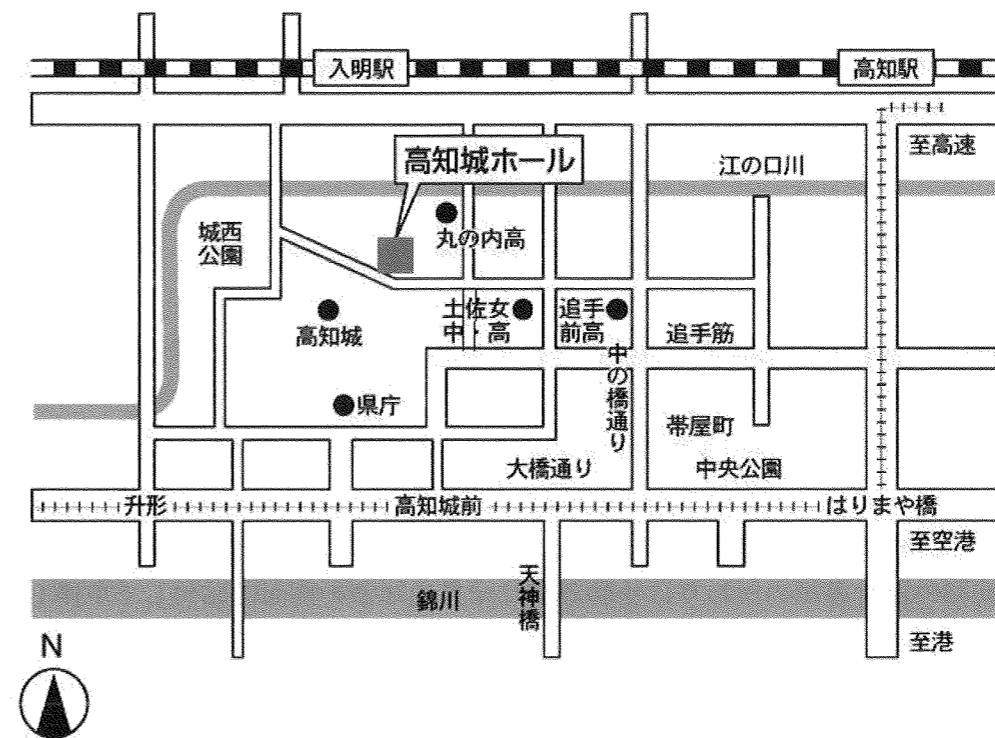 入明駅
高知駅
高知城ホール
江の口川
至高速
城西
公園
丸の内高
高知城
土佐女
中・高
追手
前高
追手筋
中の橋通り
県庁
帯屋町
大橋通り
中央公園
升形
高知城前
はりまや橋
至空港
天神橋
錦川
至港
N